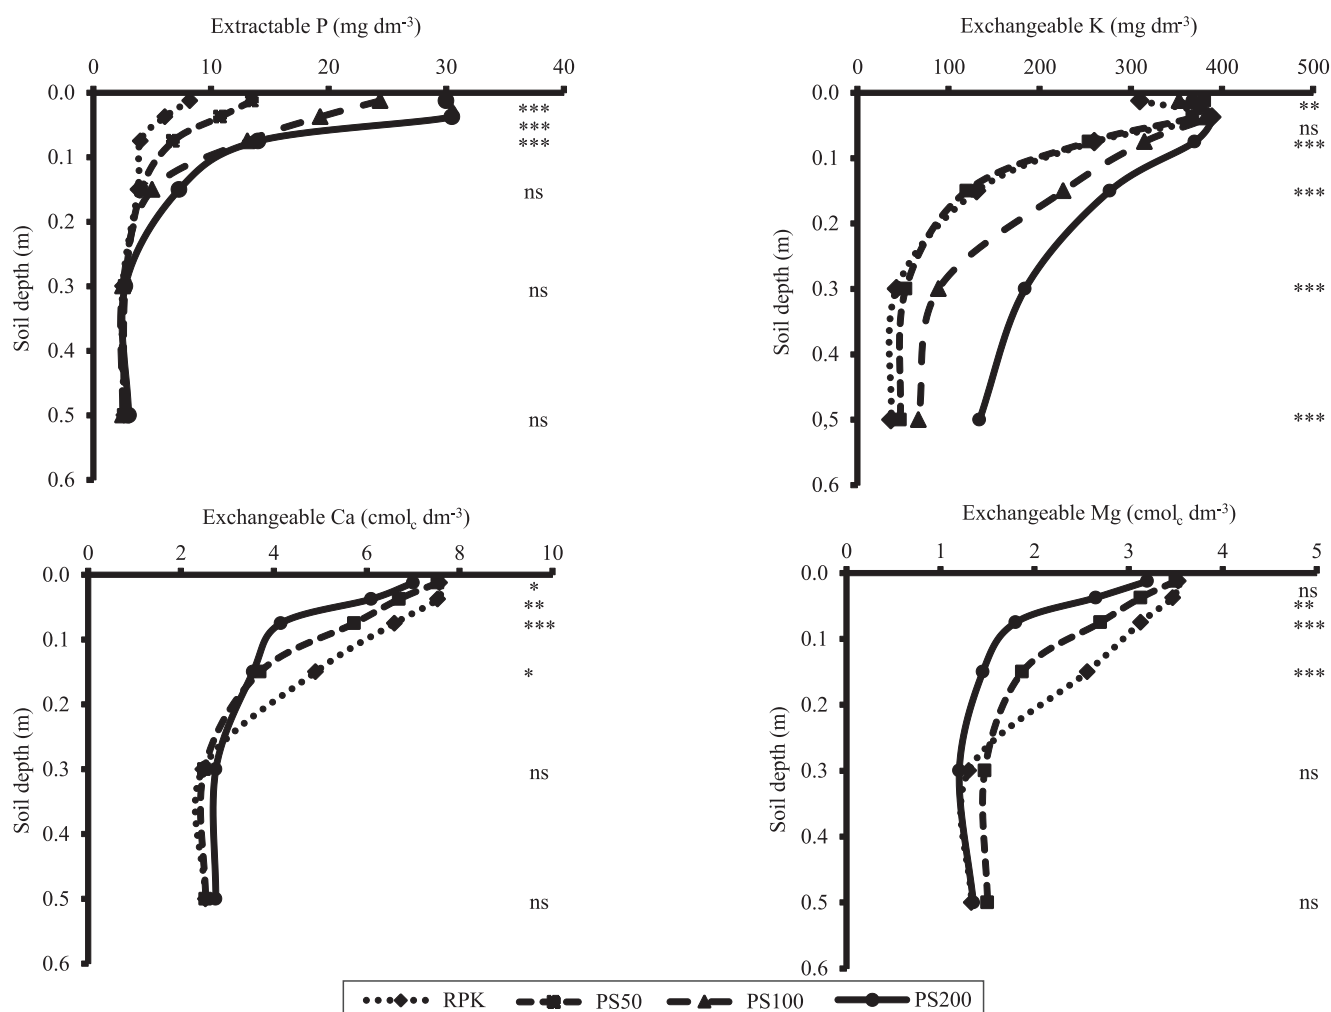 Extractable P (mg dm-3)
0 10 20 30 40
0.0
***
***
***
0.1
ns
0.2
0.3
ns
0.4
0.5
ns
0.6
Soil depth (m)
Exchangeable K (mg dm-3)
0 100 200 300 400 500
0.0
**
ns
0.1
***
***
0.2
0.3
***
0.4
0,5
***
0.6
Soil depth (m)
Exchangeable Ca (cmolc dm-3)
0 2 4 6 8 10
0.0
*
**
***
0.1
*
0.2
0.3
ns
0.4
0.5
ns
0.6
Soil depth (m)
Exchangeable Mg (cmolc dm-3)
0 1 2 3 4 5
0.0
ns
**
***
0.1
***
0.2
0.3
ns
0.4
0.5
ns
0.6
Soil depth (m)
RPK PS50 PS100 PS200